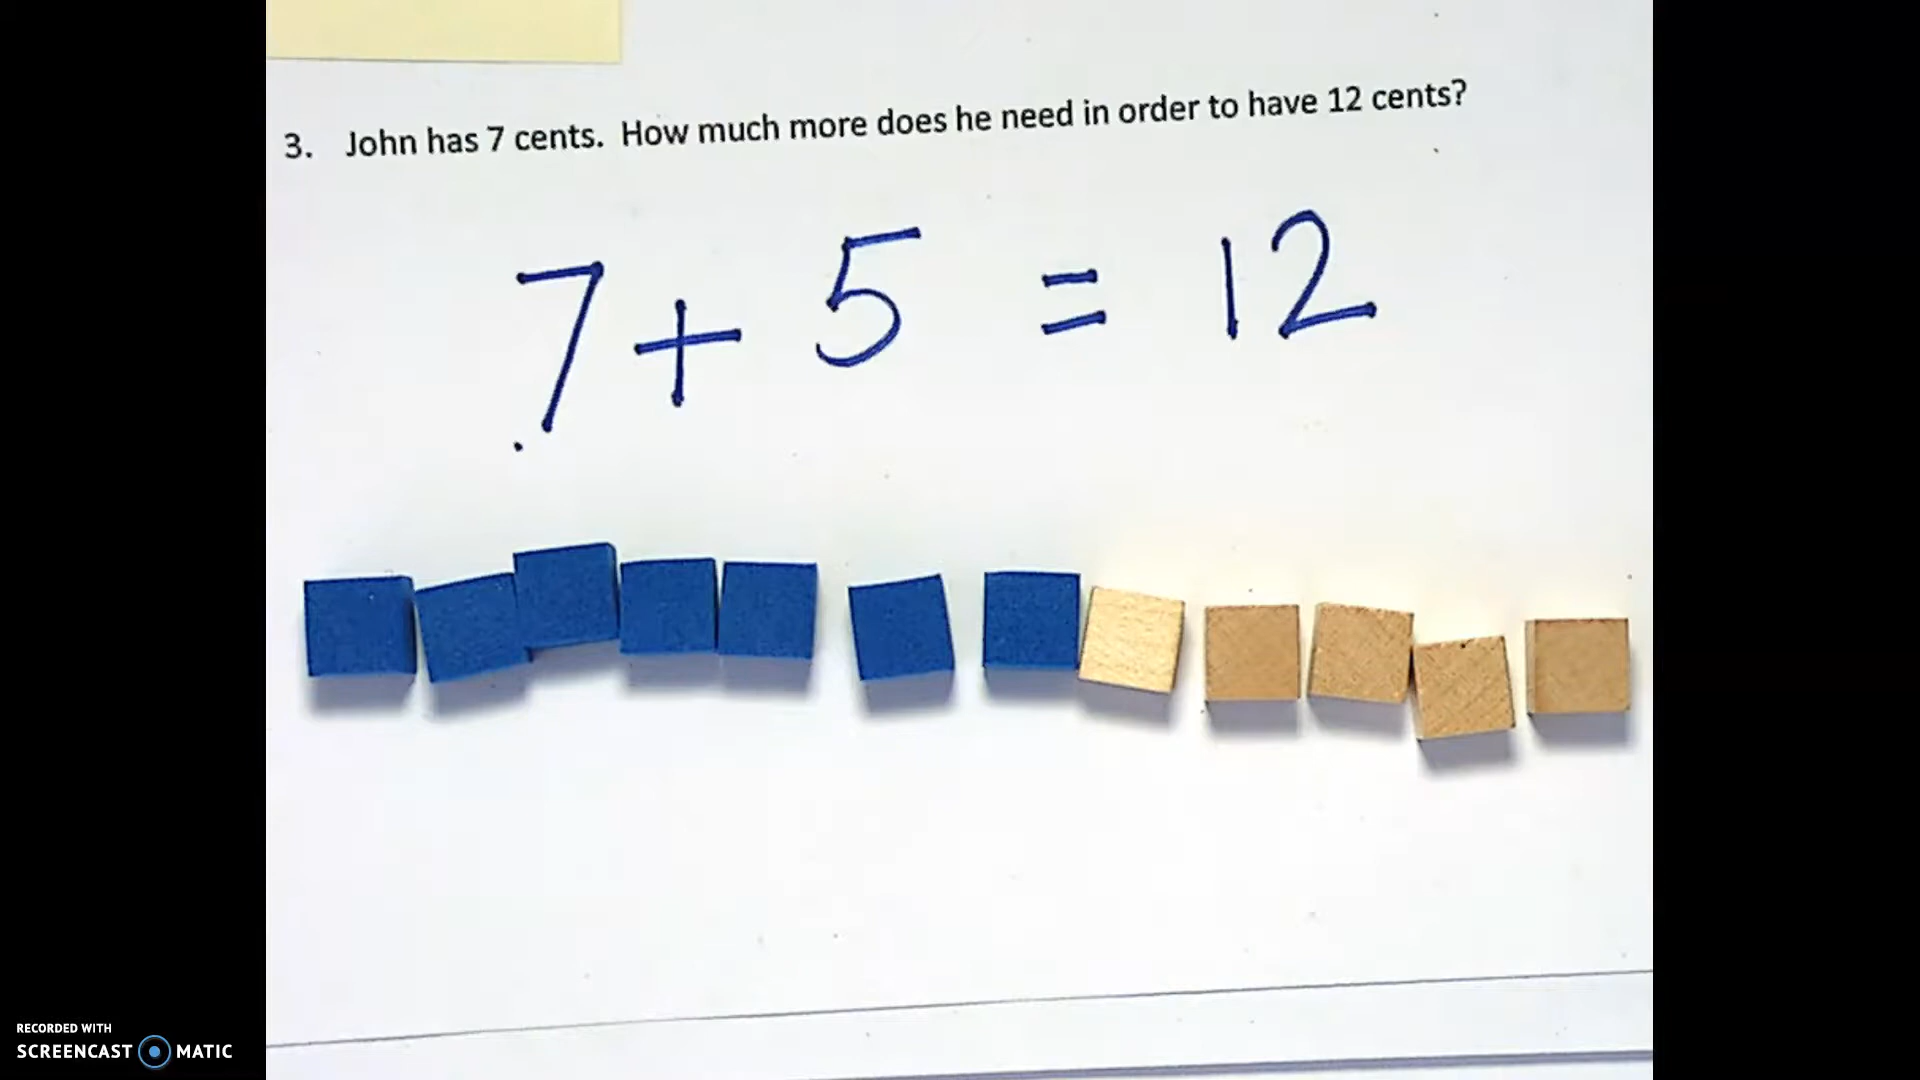 3. John has 7 cents. How much more does he need in order to have 12 cents?
7 + 5 = 12
RECORDED WITH
SCREENCAST MATIC